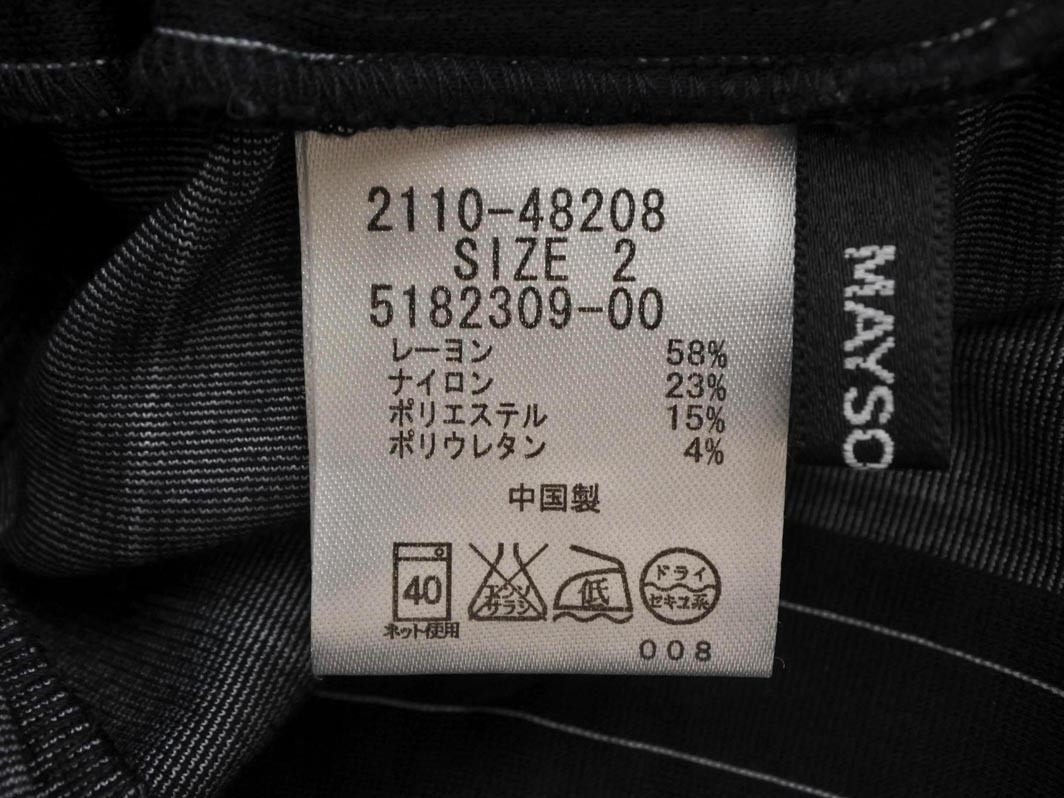 2110-48208
SIZE 2
5182309-00
レーヨン 58%
ナイロン 23%
ポリエステル 15%
ポリウレタン 4%
中国製
40
ネット使用
エンソ
サラシ
低
ドライ
セキユ系
008
MAYSO